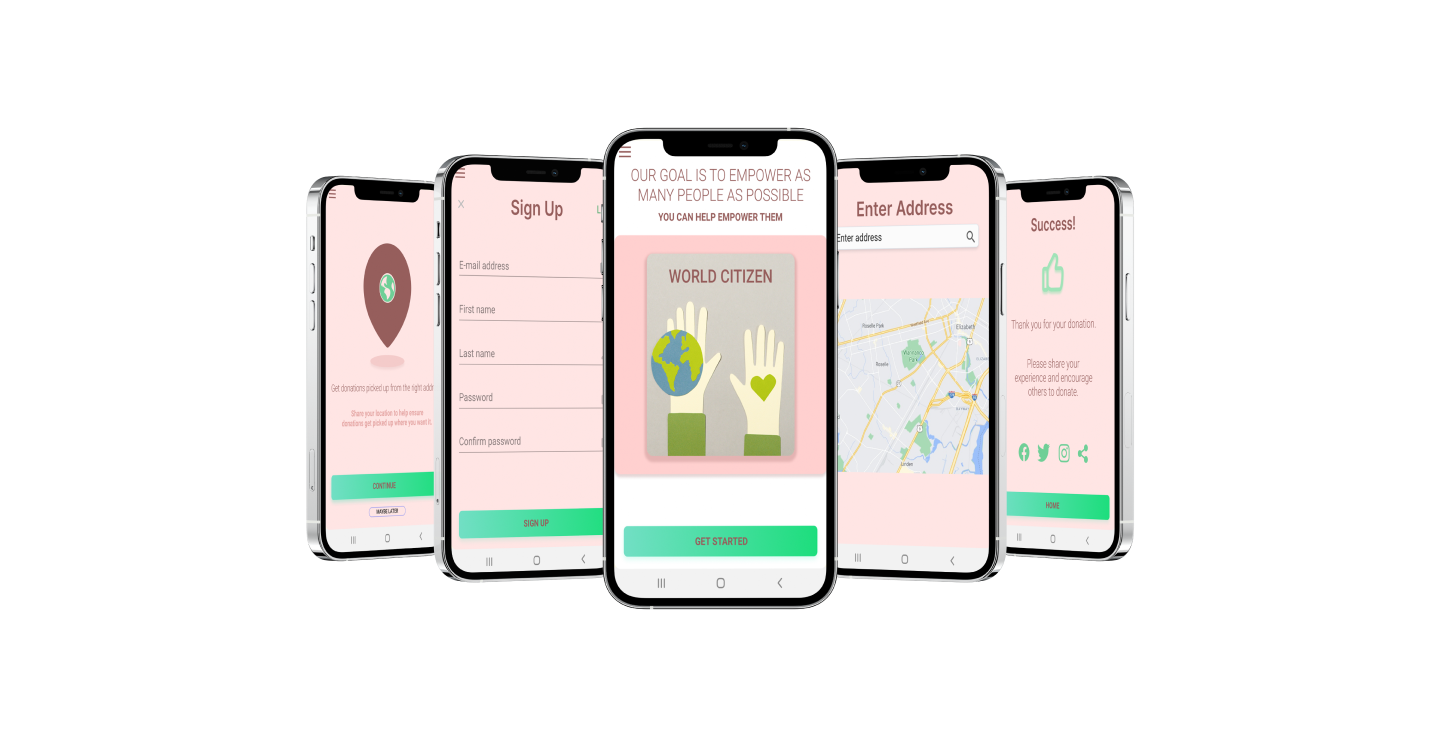 Get donations picked up from the right addr
Share your location to help ensure
donations get picked up where you want it.
CONTINUE
MAYBE LATER
X
Sign Up
E-mail address
First name
Last name
Password
Confirm password
SIGN UP
OUR GOAL IS TO EMPOWER AS
MANY PEOPLE AS POSSIBLE
YOU CAN HELP EMPOWER THEM
WORLD CITIZEN
GET STARTED
Enter Address
Enter address
Roselle Park
Elizabeth
Warinanco
Park
Roselle
Linden
Success!
Thank you for your donation.
Please share your
experience and encourage
others to donate.
HOME